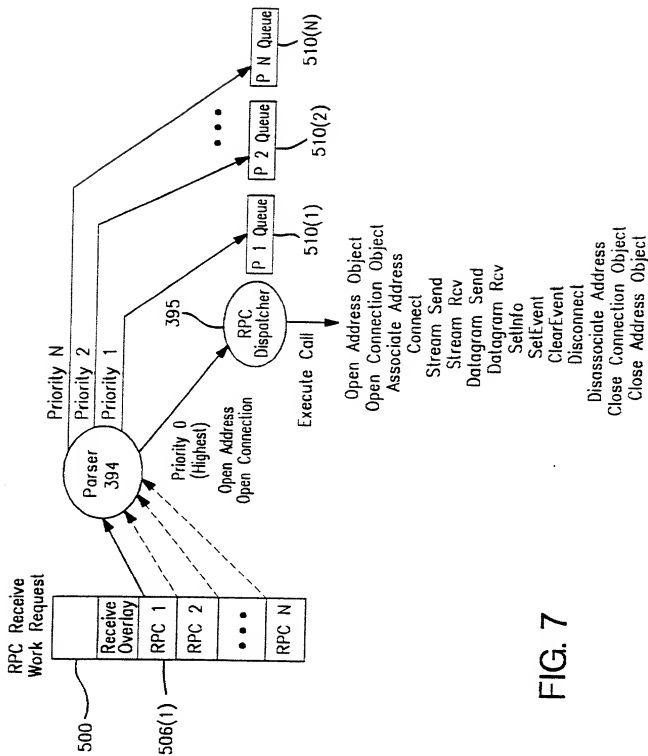 RPC Receive
Work Request
Receive
Overlay
RPC 1
RPC 2
•••
RPC N
500
506(1)
Parser
394
Priority N
Priority 2
Priority 1
Priority 0
(Highest)
Open Address
Open Connection
395
RPC
Dispatcher
P 1 Queue
P 2 Queue
•••
P N Queue
510(1)
510(2)
510(N)
Execute Call
Open Address Object
Open Connection Object
Associate Address
Connect
Stream Send
Stream Rcv
Datagram Send
Datagram Rcv
SetInfo
SetEvent
ClearEvent
Disconnect
Disassociate Address
Close Connection Object
Close Address Object
FIG. 7